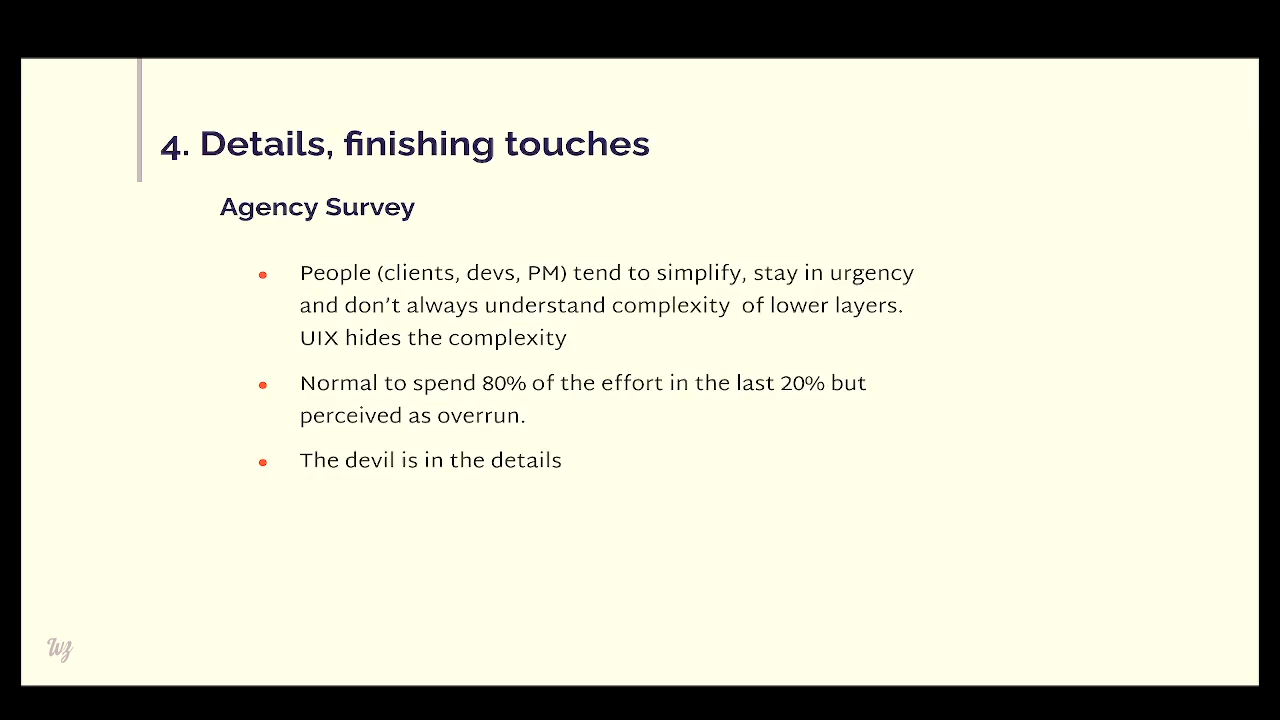 4. Details, finishing touches
Agency Survey
• People (clients, devs, PM) tend to simplify, stay in urgency
and don’t always understand complexity  of lower layers.
UIX hides the complexity
• Normal to spend 80% of the effort in the last 20% but
perceived as overrun.
• The devil is in the details
wz